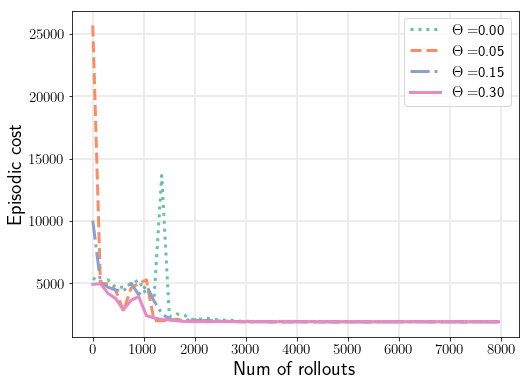 Θ =0.00
Θ =0.05
Θ =0.15
Θ =0.30
Episodic cost
25000
20000
15000
10000
5000
0 1000 2000 3000 4000 5000 6000 7000 8000
Num of rollouts